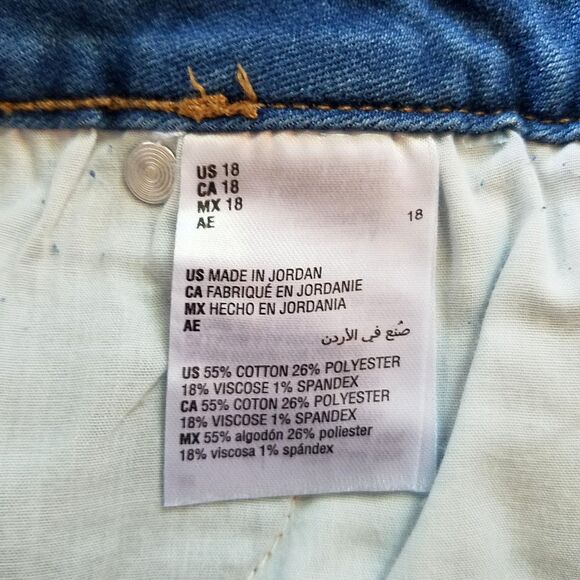 US 18
CA 18
MX 18
AE 18
US MADE IN JORDAN
CA FABRIQUÉ EN JORDANIE
MX HECHO EN JORDANIA
AE صُنع في الأردن
US 55% COTTON 26% POLYESTER
18% VISCOSE 1% SPANDEX
CA 55% COTON 26% POLYESTER
18% VISCOSE 1% SPANDEX
MX 55% algodón 26% poliester
18% viscosa 1% spándex